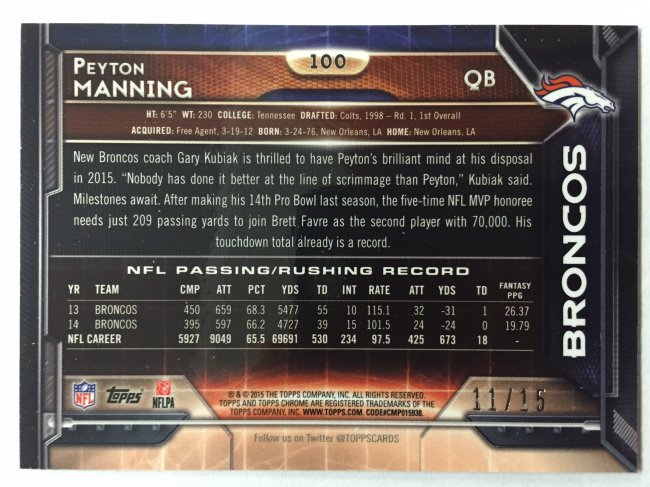 100
PEYTON
MANNING
QB
HT: 6'5" WT: 230 COLLEGE: Tennessee DRAFTED: Colts, 1998 – Rd. 1, 1st Overall
ACQUIRED: Free Agent, 3-19-12 BORN: 3-24-76, New Orleans, LA HOME: New Orleans, LA
New Broncos coach Gary Kubiak is thrilled to have Peyton's brilliant mind at his disposal
in 2015. "Nobody has done it better at the line of scrimmage than Peyton," Kubiak said.
Milestones await. After making his 14th Pro Bowl last season, the five-time NFL MVP honoree
needs just 209 passing yards to join Brett Favre as the second player with 70,000. His
touchdown total already is a record.
BRONCOS
NFL PASSING/RUSHING RECORD
YR TEAM CMP ATT PCT YDS TD INT RATE ATT YDS TD FANTASY PPG
13 BRONCOS 450 659 68.3 5477 55 10 115.1 32 -31 1 26.37
14 BRONCOS 395 597 66.2 4727 39 15 101.5 24 -24 0 19.79
NFL CAREER 5927 9049 65.5 69691 530 234 97.5 425 673 18 -
NFL Topps NFLPA
® & © 2015 THE TOPPS COMPANY, INC. ALL RIGHTS RESERVED.
TOPPS AND TOPPS CHROME ARE REGISTERED TRADEMARKS OF THE
TOPPS COMPANY, INC. WWW.TOPPS.COM. CODE#CMP015938.
11/15
Follow us on Twitter @TOPPSCARDS